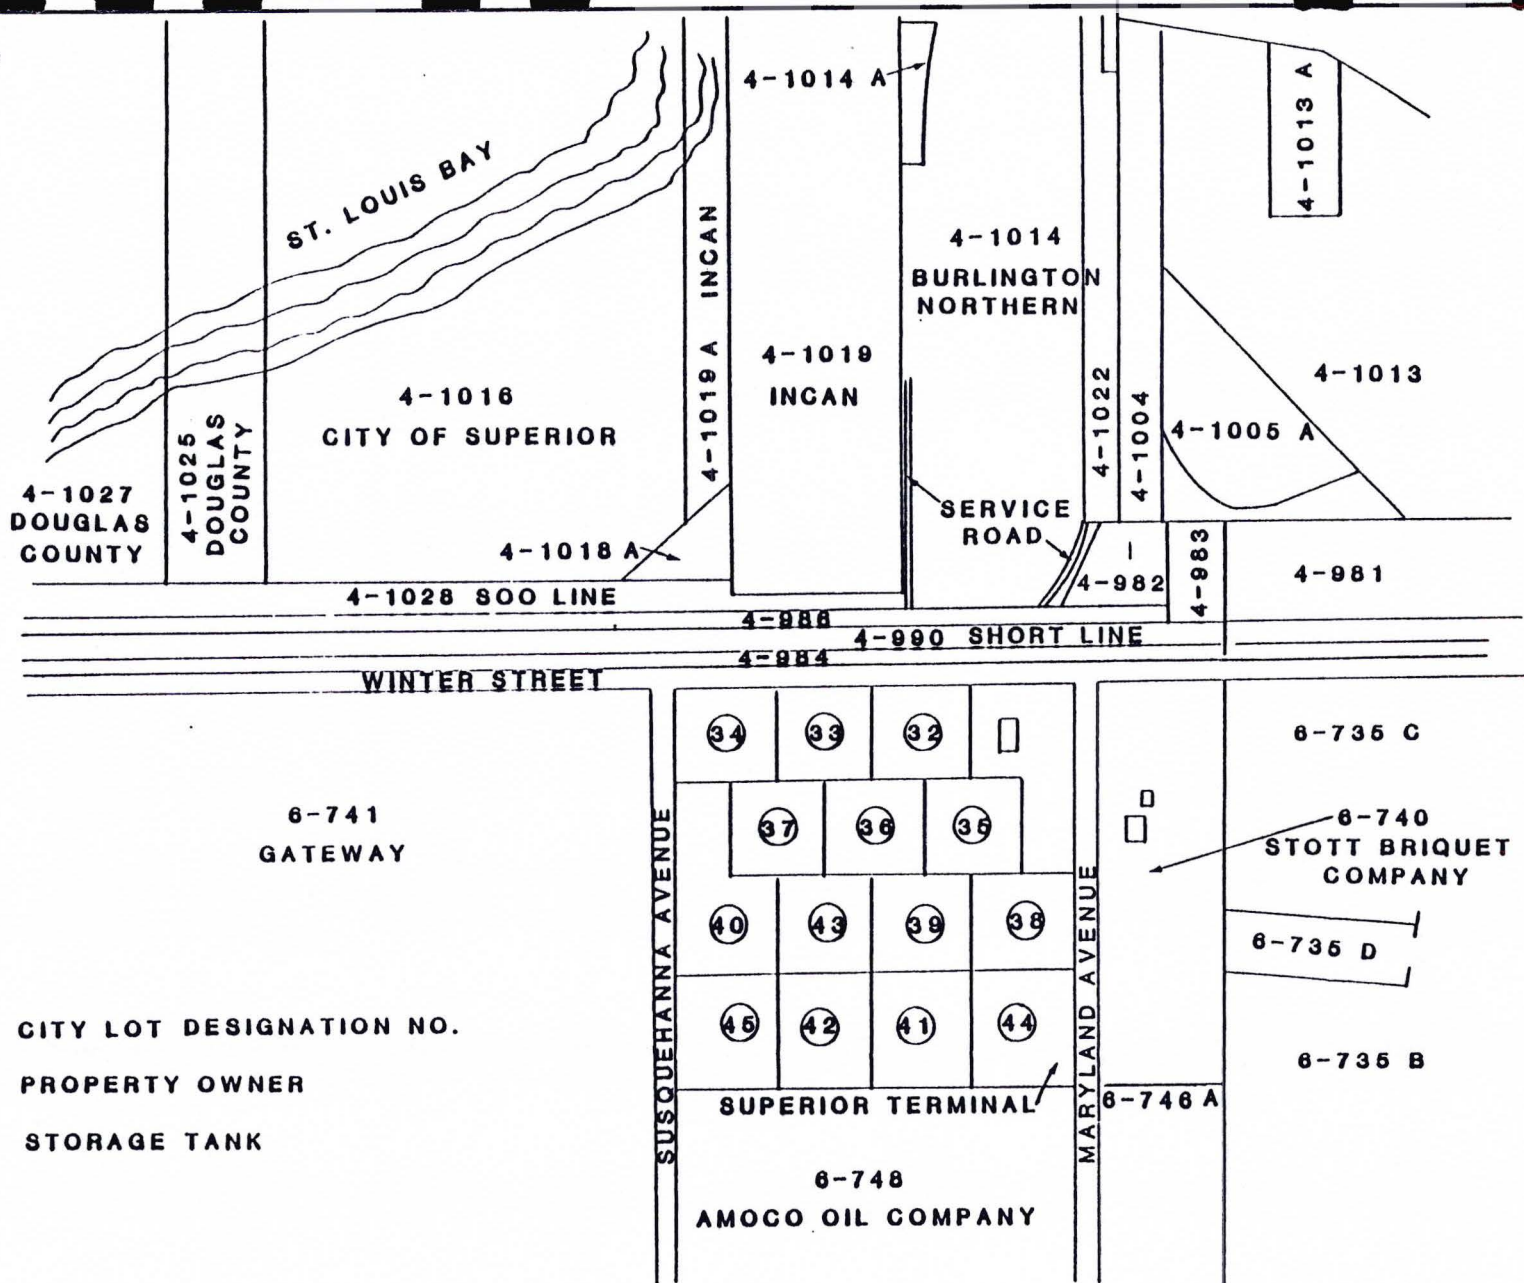 4-1014 A
4-1013 A
ST. LOUIS BAY
4-1019 A INCAN
4-1014
BURLINGTON
NORTHERN
4-1019
INCAN
4-1016
CITY OF SUPERIOR
4-1022
4-1004
4-1013
4-1005 A
4-1027
DOUGLAS
COUNTY
4-1025
DOUGLAS
COUNTY
4-1018 A
SERVICE
ROAD
4-982
4-983
4-981
4-1028 SOO LINE
4-986
4-990 SHORT LINE
4-984
WINTER STREET
34
33
32
6-735 C
6-741
GATEWAY
SUSQUEHANNA AVENUE
37
36
35
MARYLAND AVENUE
6-740
STOTT BRIQUET
COMPANY
40
43
39
38
6-735 D
45
42
41
44
6-735 B
CITY LOT DESIGNATION NO.
PROPERTY OWNER
STORAGE TANK
SUPERIOR TERMINAL
6-746 A
6-748
AMOCO OIL COMPANY